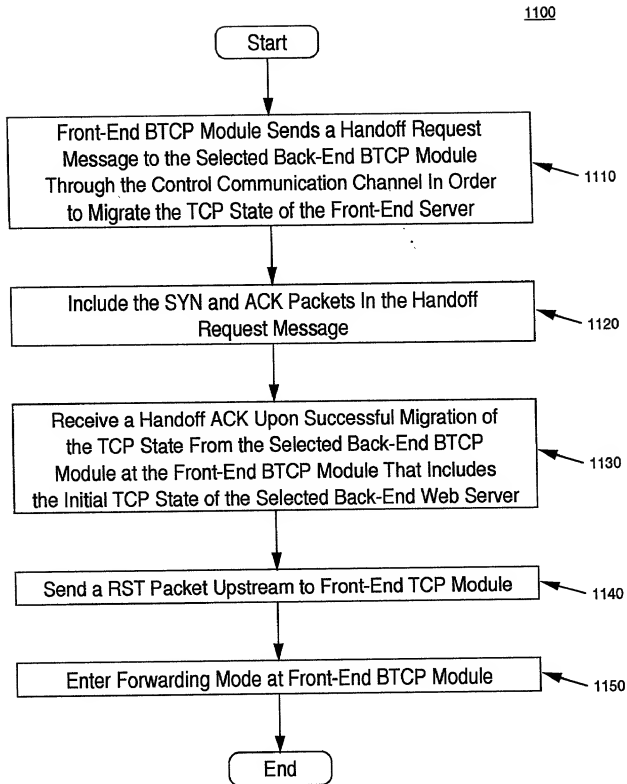 1100
Start
Front-End BTCP Module Sends a Handoff Request
Message to the Selected Back-End BTCP Module
Through the Control Communication Channel In Order
to Migrate the TCP State of the Front-End Server
1110
Include the SYN and ACK Packets In the Handoff
Request Message
1120
Receive a Handoff ACK Upon Successful Migration of
the TCP State From the Selected Back-End BTCP
Module at the Front-End BTCP Module That Includes
the Initial TCP State of the Selected Back-End Web Server
1130
Send a RST Packet Upstream to Front-End TCP Module
1140
Enter Forwarding Mode at Front-End BTCP Module
1150
End